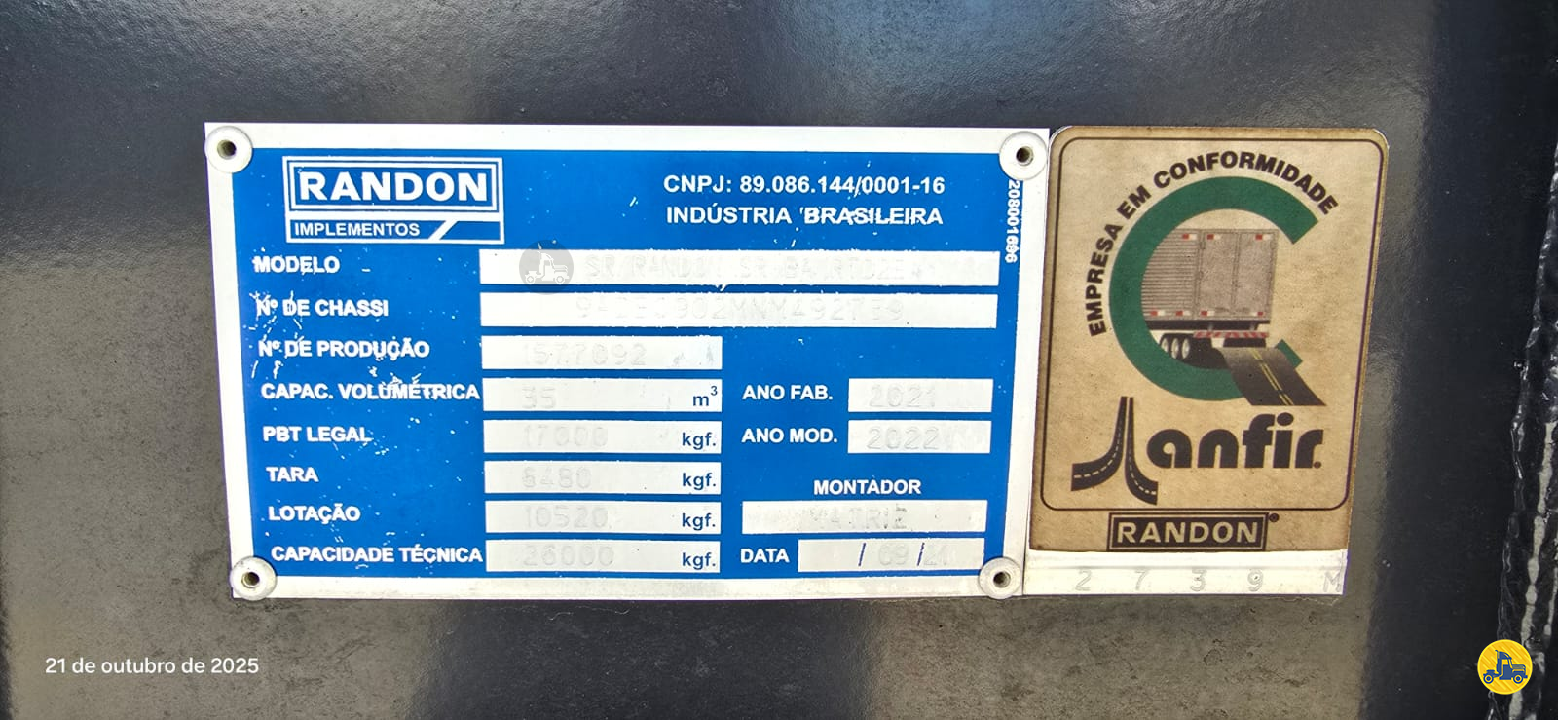 RANDON
IMPLEMENTOS
CNPJ: 89.086.144/0001-16
INDÚSTRIA BRASILEIRA
208001696
MODELO
Nº DE CHASSI
Nº DE PRODUÇÃO 1577892
CAPAC. VOLUMÉTRICA 35 m³ ANO FAB. 2021
PBT LEGAL 17000 kgf. ANO MOD. 2022
TARA 6480 kgf.
MONTADOR
LOTAÇÃO 10520 kgf.
CAPACIDADE TÉCNICA 26000 kgf. DATA / 09 / 21
EMPRESA EM CONFORMIDADE
anfir
RANDON®
2 7 3 9 M
21 de outubro de 2025